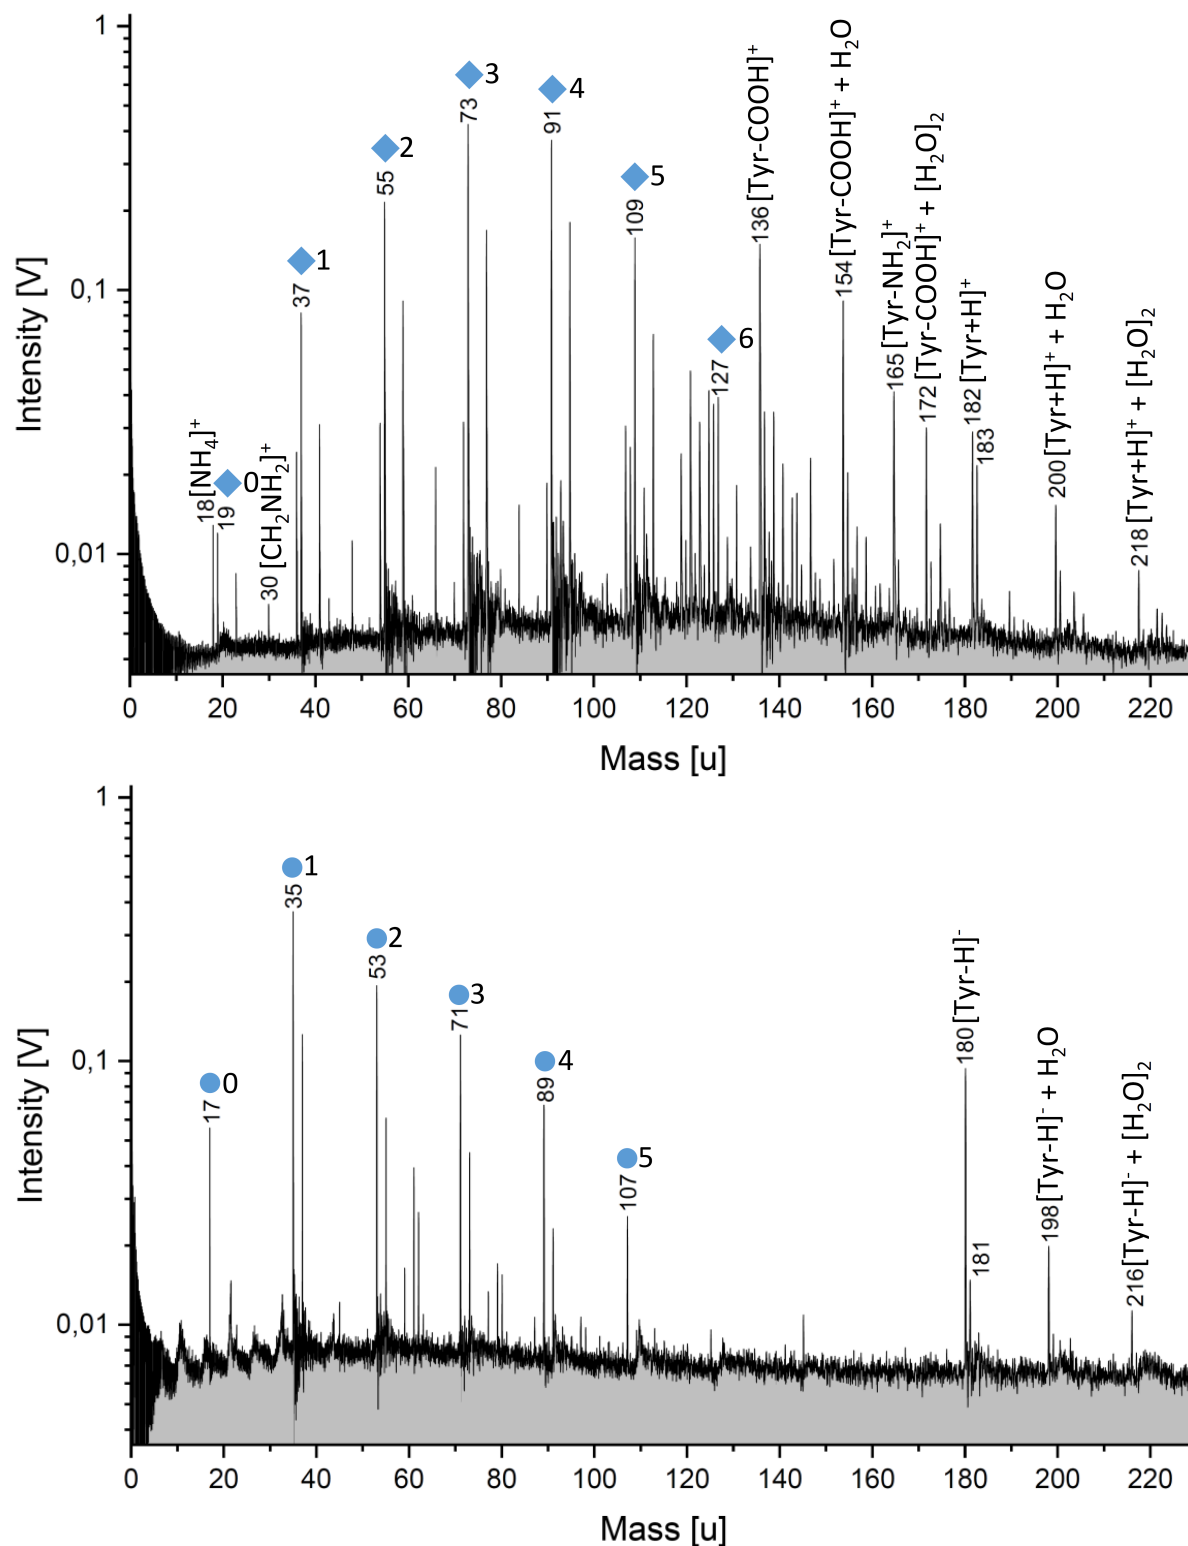 1
0,1
0,01
Intensity [V]
18[NH4]+
19
0
30 [CH2NH2]+
37
1
55
2
73
3
91
4
109
5
127
6
136[Tyr-COOH]+
154[Tyr-COOH]+ + H2O
165[Tyr-NH2]+
172 [Tyr-COOH]+ + [H2O]2
182 [Tyr+H]+
183
200[Tyr+H]+ + H2O
218 [Tyr+H]+ + [H2O]2
0 20 40 60 80 100 120 140 160 180 200 220
Mass [u]
1
0,1
0,01
Intensity [V]
17
0
35
1
53
2
71
3
89
4
107
5
180[Tyr-H]-
181
198[Tyr-H]- + H2O
216[Tyr-H]- + [H2O]2
0 20 40 60 80 100 120 140 160 180 200 220
Mass [u]